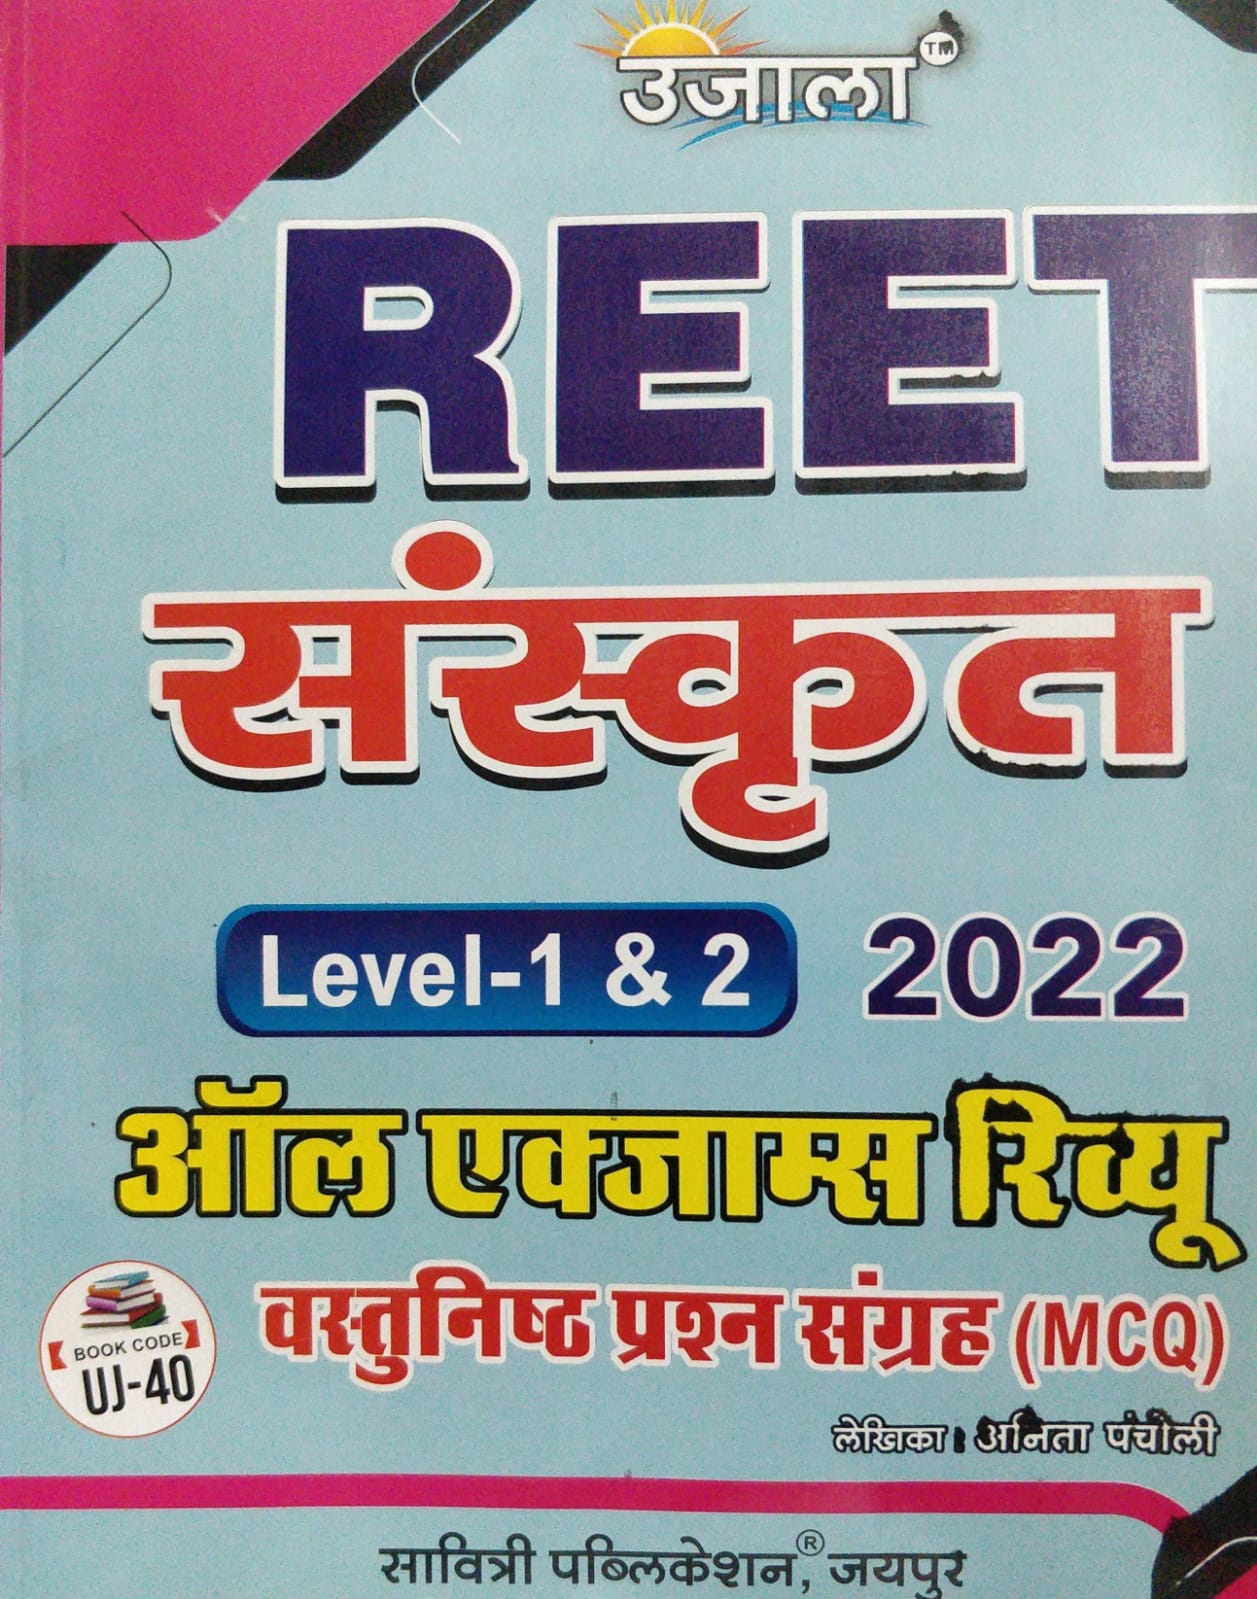 उजाला TM
REET
संस्कृत
Level-1 & 2 2022
ऑल एक्जाम्स रिव्यू
वस्तुनिष्ठ प्रश्न संग्रह (MCQ)
BOOK CODE
UJ-40
लेखिका : अनिता पंचोली
सावित्री पब्लिकेशन,® जयपुर